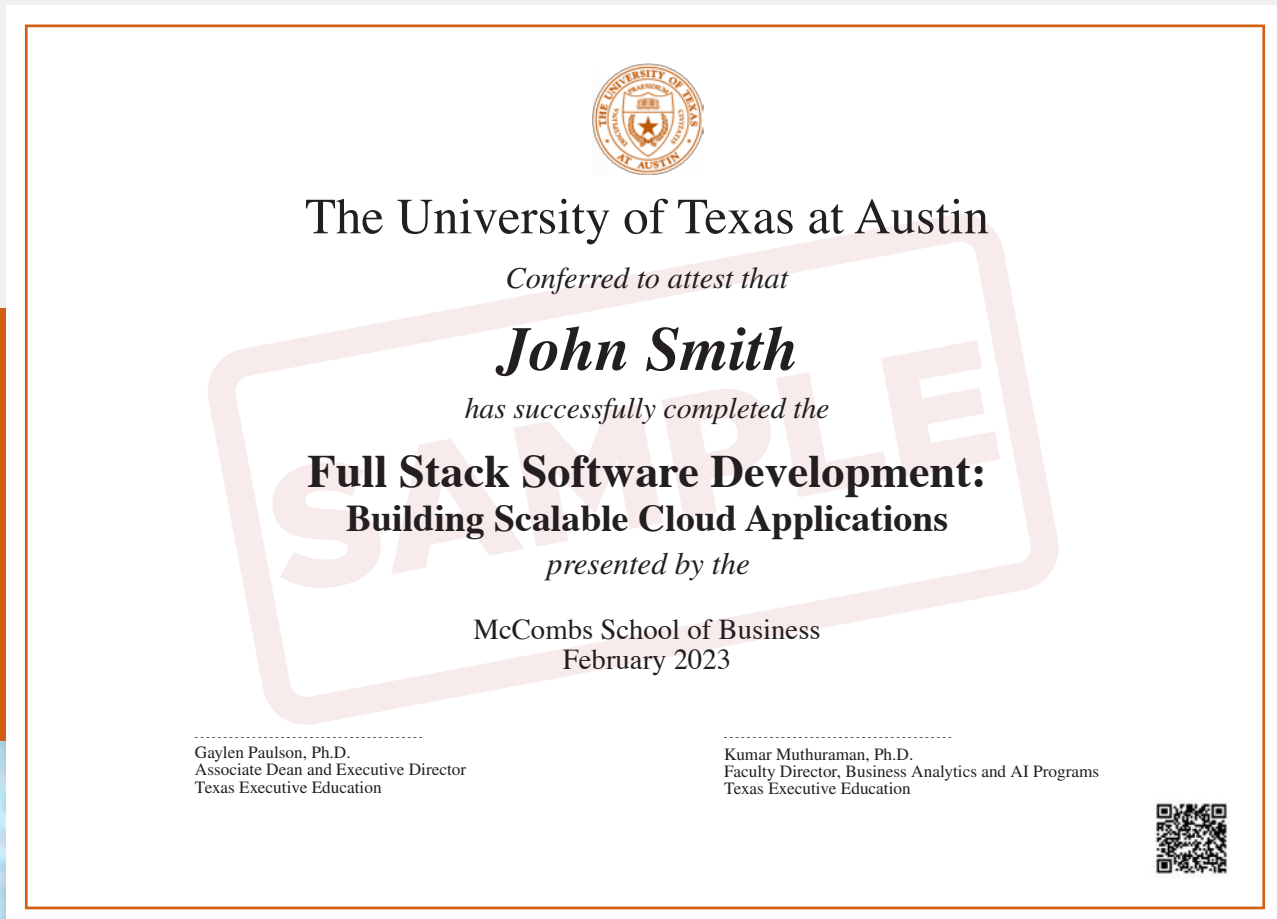 THE UNIVERSITY OF TEXAS
PRAESIDIUM
DISCIPLINA
CIVITATIS
AT AUSTIN
The University of Texas at Austin
Conferred to attest that
John Smith
has successfully completed the
Full Stack Software Development:
Building Scalable Cloud Applications
SAMPLE
presented by the
McCombs School of Business
February 2023
Gaylen Paulson, Ph.D.
Associate Dean and Executive Director
Texas Executive Education
Kumar Muthuraman, Ph.D.
Faculty Director, Business Analytics and AI Programs
Texas Executive Education